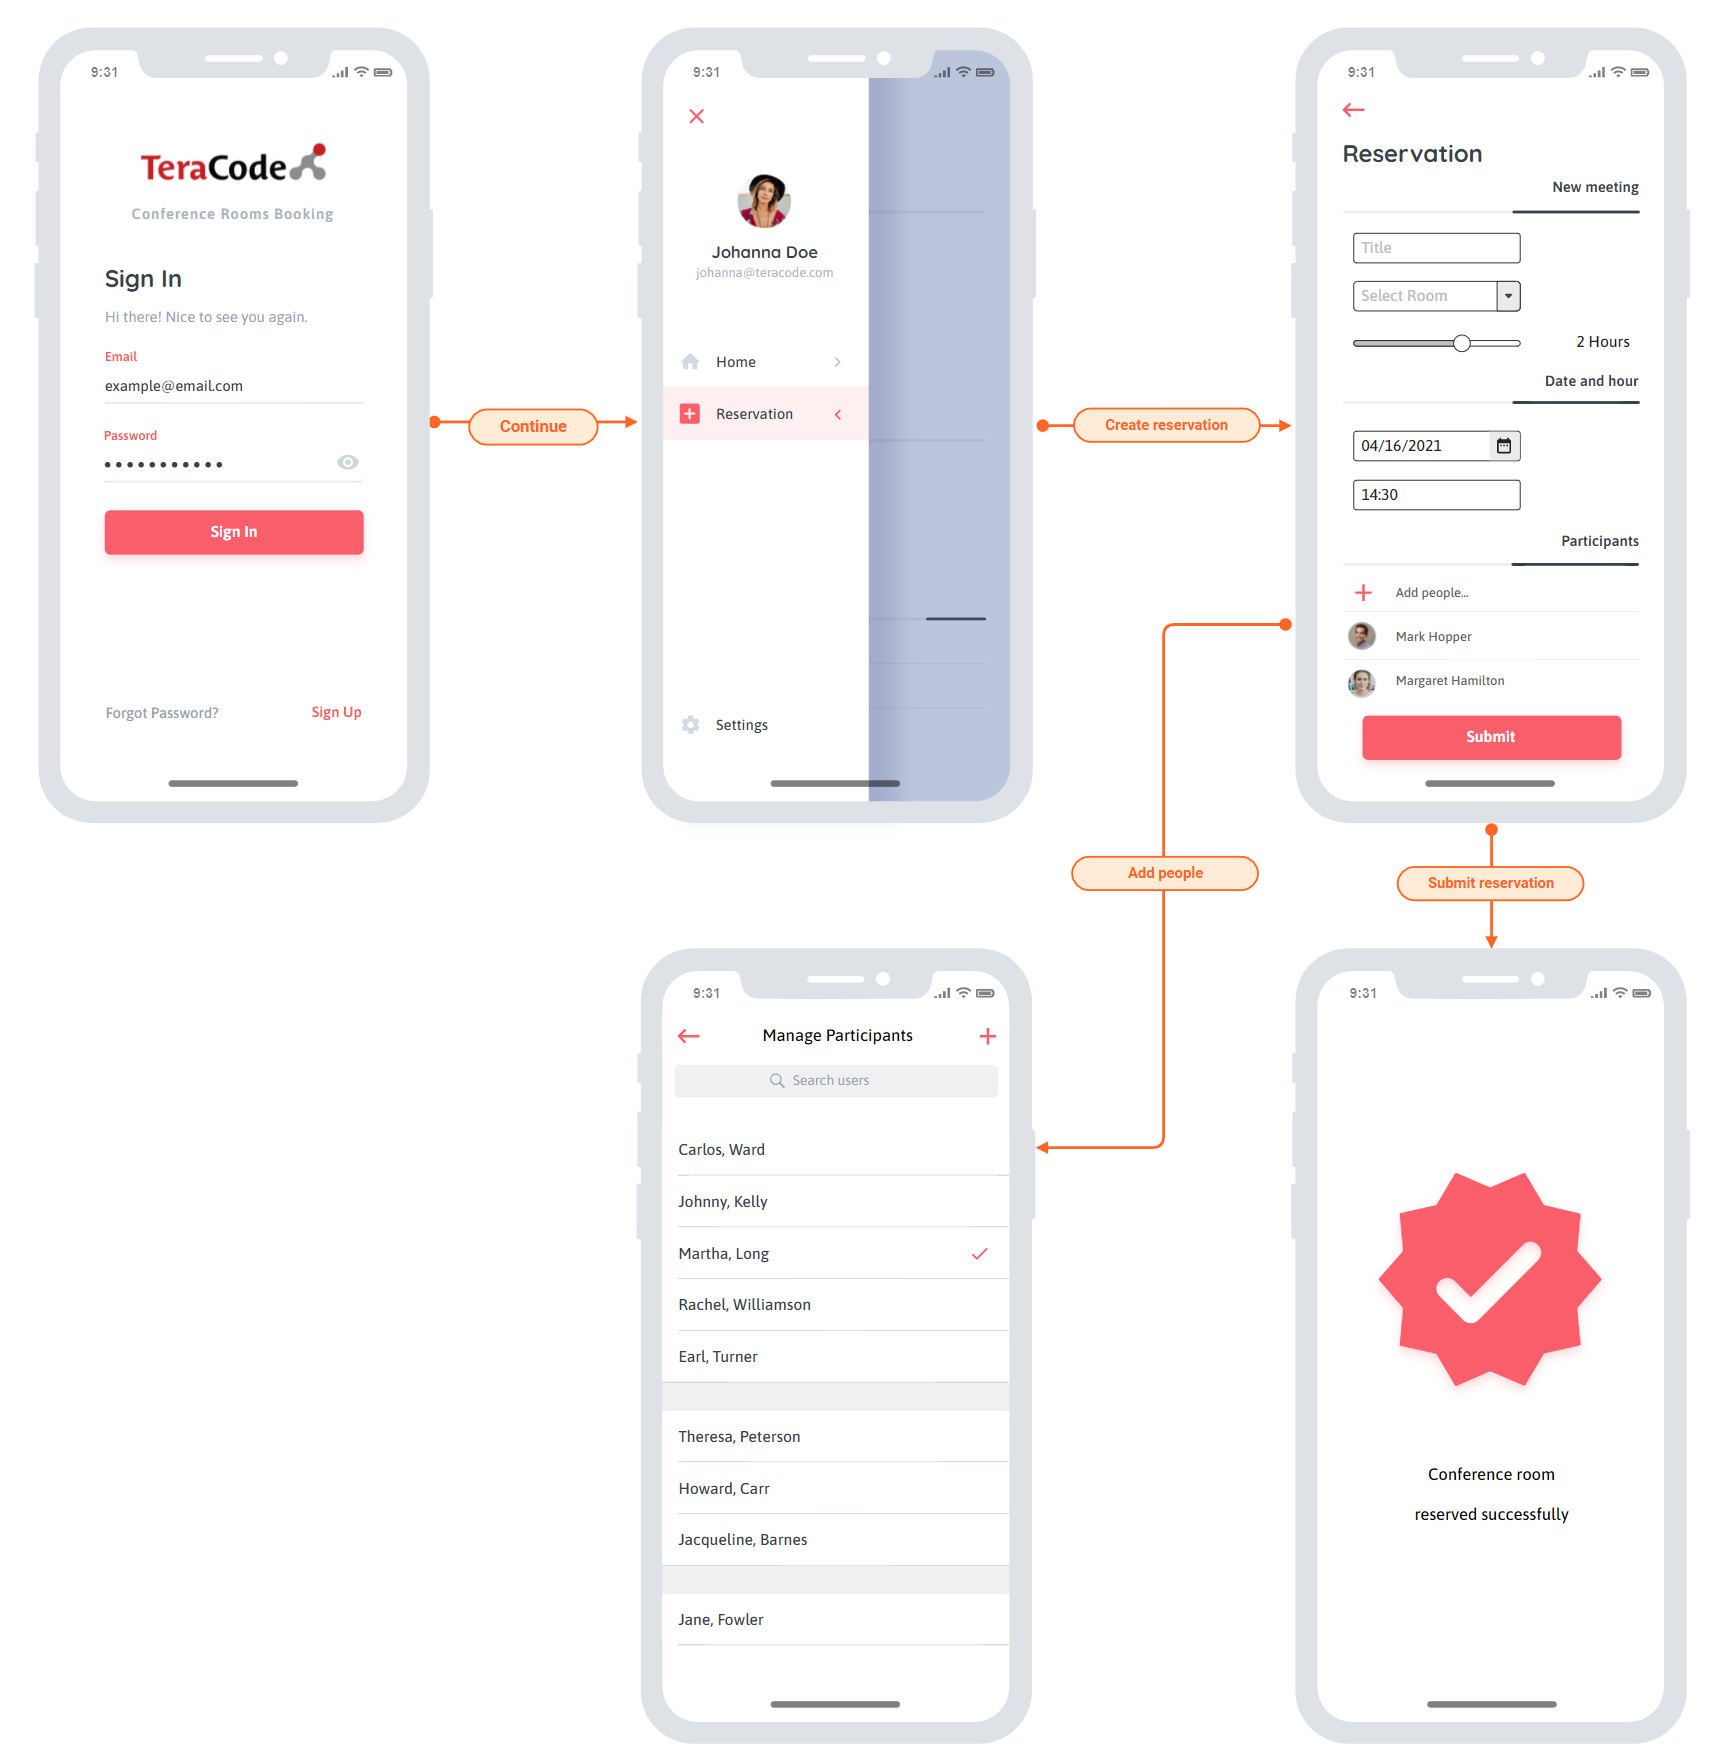 9:31
TeraCode
Conference Rooms Booking
Sign In
Hi there! Nice to see you again.
Email
example@email.com
Password
Sign In
Forgot Password?
Sign Up
Continue
9:31
Johanna Doe
johanna@teracode.com
Home
Reservation
Settings
Create reservation
9:31
Reservation
New meeting
Title
Select Room
2 Hours
Date and hour
04/16/2021
14:30
Participants
Add people...
Mark Hopper
Margaret Hamilton
Submit
Add people
Submit reservation
9:31
Manage Participants
Search users
Carlos, Ward
Johnny, Kelly
Martha, Long
Rachel, Williamson
Earl, Turner
Theresa, Peterson
Howard, Carr
Jacqueline, Barnes
Jane, Fowler
9:31
Conference room
reserved successfully